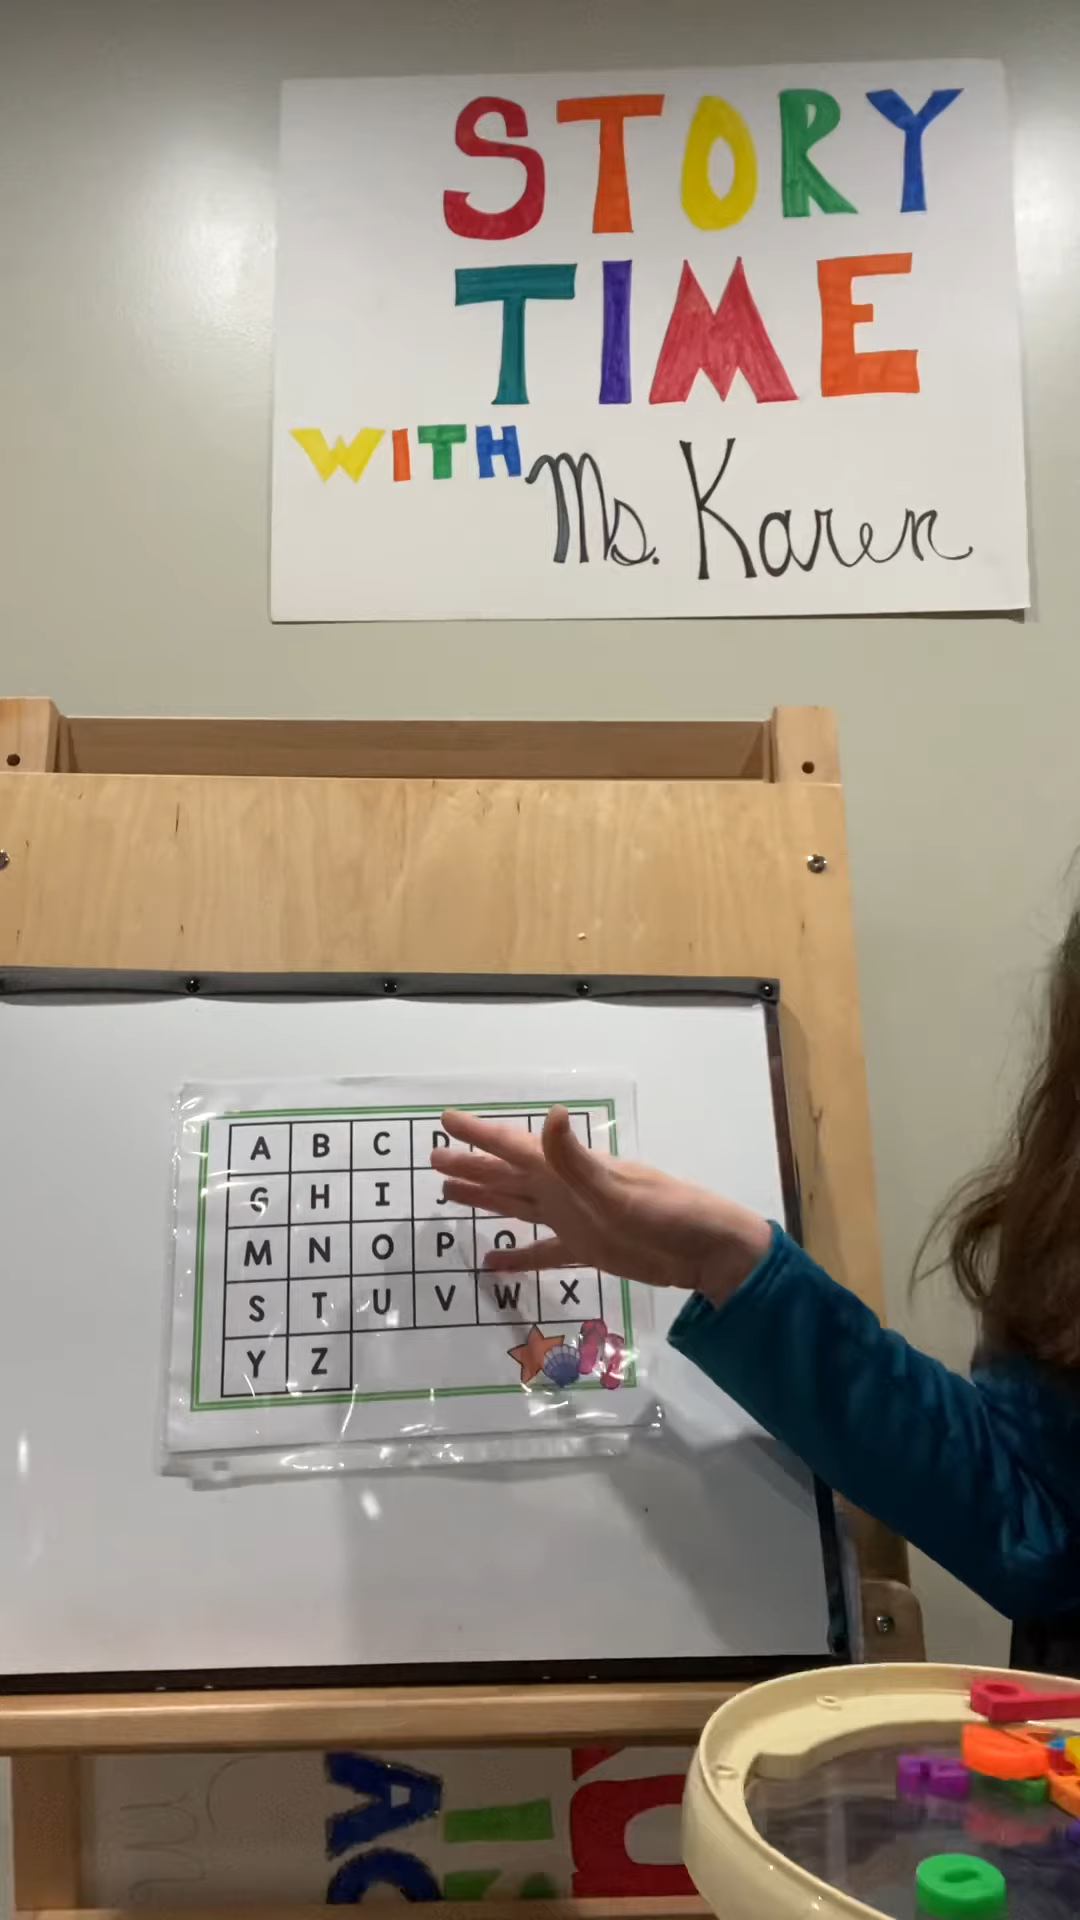 STORY
TIME
WITH Ms. Karen
A B C D
G H I J
M N O P Q
S T U V W X
Y Z